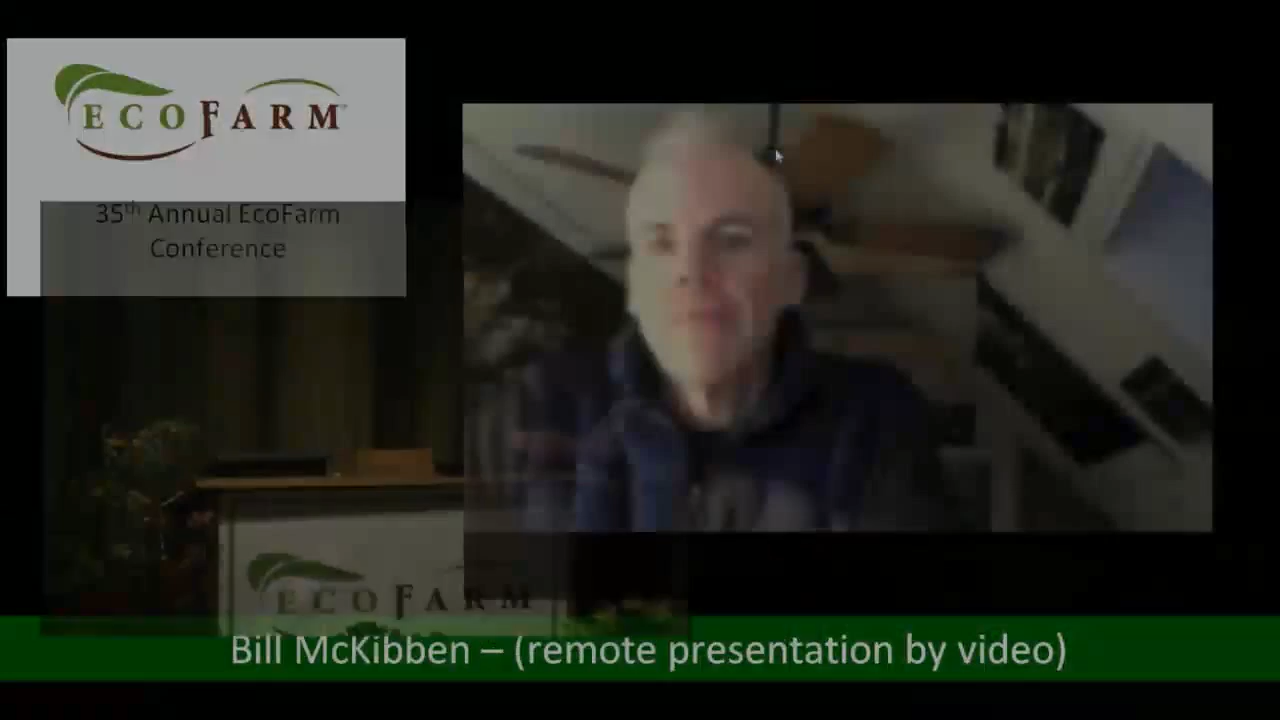 ECOFARM
35th Annual EcoFarm
Conference
ECOFARM
Bill McKibben – (remote presentation by video)